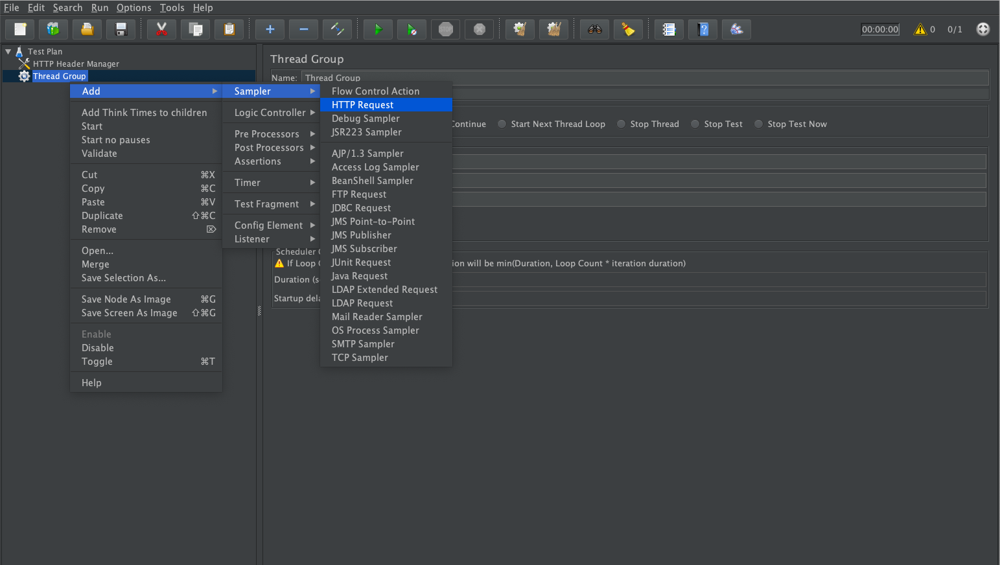 File Edit Search Run Options Tools Help
STOP
00:00:00 0 0/1
Test Plan
HTTP Header Manager
Thread Group
Thread Group
Name: Thread Group
Continue Start Next Thread Loop Stop Thread Stop Test Stop Test Now
Scheduler
If Loop ion will be min(Duration, Loop Count * iteration duration)
Duration (s
Startup dela
Add
Add Think Times to children
Start
Start no pauses
Validate
Cut ⌘X
Copy ⌘C
Paste ⌘V
Duplicate ⇧⌘C
Remove ⌦
Open...
Merge
Save Selection As...
Save Node As Image ⌘G
Save Screen As Image ⇧⌘G
Enable
Disable
Toggle ⌘T
Help
Sampler
Logic Controller
Pre Processors
Post Processors
Assertions
Timer
Test Fragment
Config Element
Listener
Flow Control Action
HTTP Request
Debug Sampler
JSR223 Sampler
AJP/1.3 Sampler
Access Log Sampler
BeanShell Sampler
FTP Request
JDBC Request
JMS Point-to-Point
JMS Publisher
JMS Subscriber
JUnit Request
Java Request
LDAP Extended Request
LDAP Request
Mail Reader Sampler
OS Process Sampler
SMTP Sampler
TCP Sampler